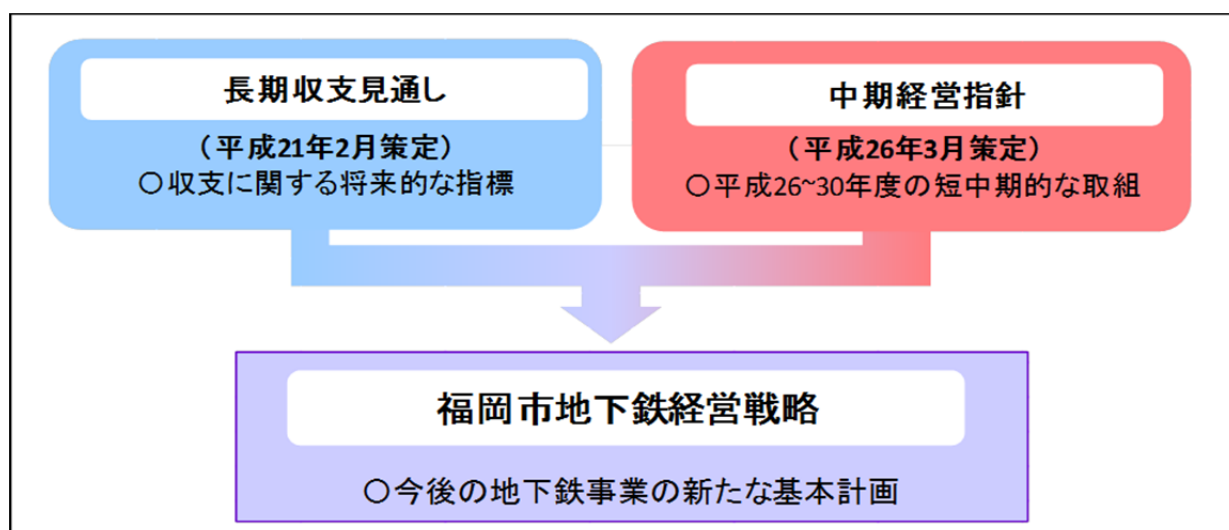 長期収支見通し
（平成21年2月策定）
○収支に関する将来的な指標
中期経営指針
（平成26年3月策定）
○平成26~30年度の短中期的な取組
福岡市地下鉄経営戦略
○今後の地下鉄事業の新たな基本計画